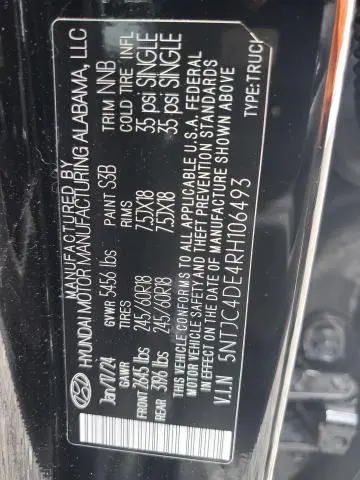 MANUFACTURED BY
HYUNDAI MOTOR MANUFACTURING ALABAMA, LLC
Jan/17/24 GVWR 5456 lbs PAINT S3B TRIM NNB
GAWR TIRES RIMS COLD TIRE INFL
FRONT 2645 lbs 245/60R18 7.5JX18 35 psi SINGLE
REAR 3391 lbs 245/60R18 7.5JX18 35 psi SINGLE
THIS VEHICLE CONFORMS TO ALL APPLICABLE U.S.A. FEDERAL
MOTOR VEHICLE SAFETY AND THEFT PREVENTION STANDARDS
IN EFFECT ON THE DATE OF MANUFACTURE SHOWN ABOVE
V.I.N 5NTJC4DE4RH106493 TYPE:TRUCK